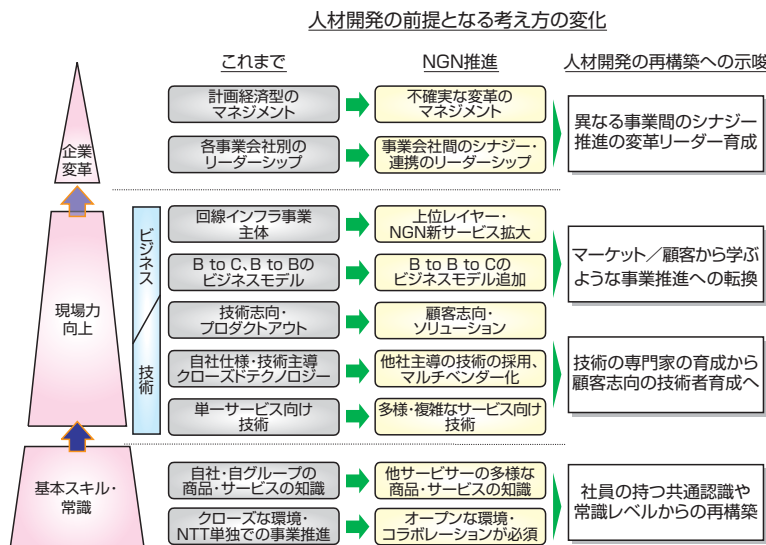 人材開発の前提となる考え方の変化
これまで
NGN推進
人材開発の再構築への示唆
企業
変革
計画経済型の
マネジメント
不確実な変革の
マネジメント
各事業会社別の
リーダーシップ
事業会社間のシナジー・
連携のリーダーシップ
異なる事業間のシナジー
推進の変革リーダー育成
現場力
向上
ビジネス
技術
回線インフラ事業
主体
上位レイヤー・
NGN新サービス拡大
B to C、B to Bの
ビジネスモデル
B to B to Cの
ビジネスモデル追加
技術志向・
プロダクトアウト
顧客志向・
ソリューション
マーケット／顧客から学ぶ
ような事業推進への転換
自社仕様・技術主導
クローズドテクノロジー
他社主導の技術の採用、
マルチベンダー化
単一サービス向け
技術
多様・複雑なサービス向け
技術
技術の専門家の育成から
顧客志向の技術者育成へ
基本スキル・
常識
自社・自グループの
商品・サービスの知識
他サービサーの多様な
商品・サービスの知識
クローズな環境・
NTT単独での事業推進
オープンな環境・
コラボレーションが必須
社員の持つ共通認識や
常識レベルからの再構築